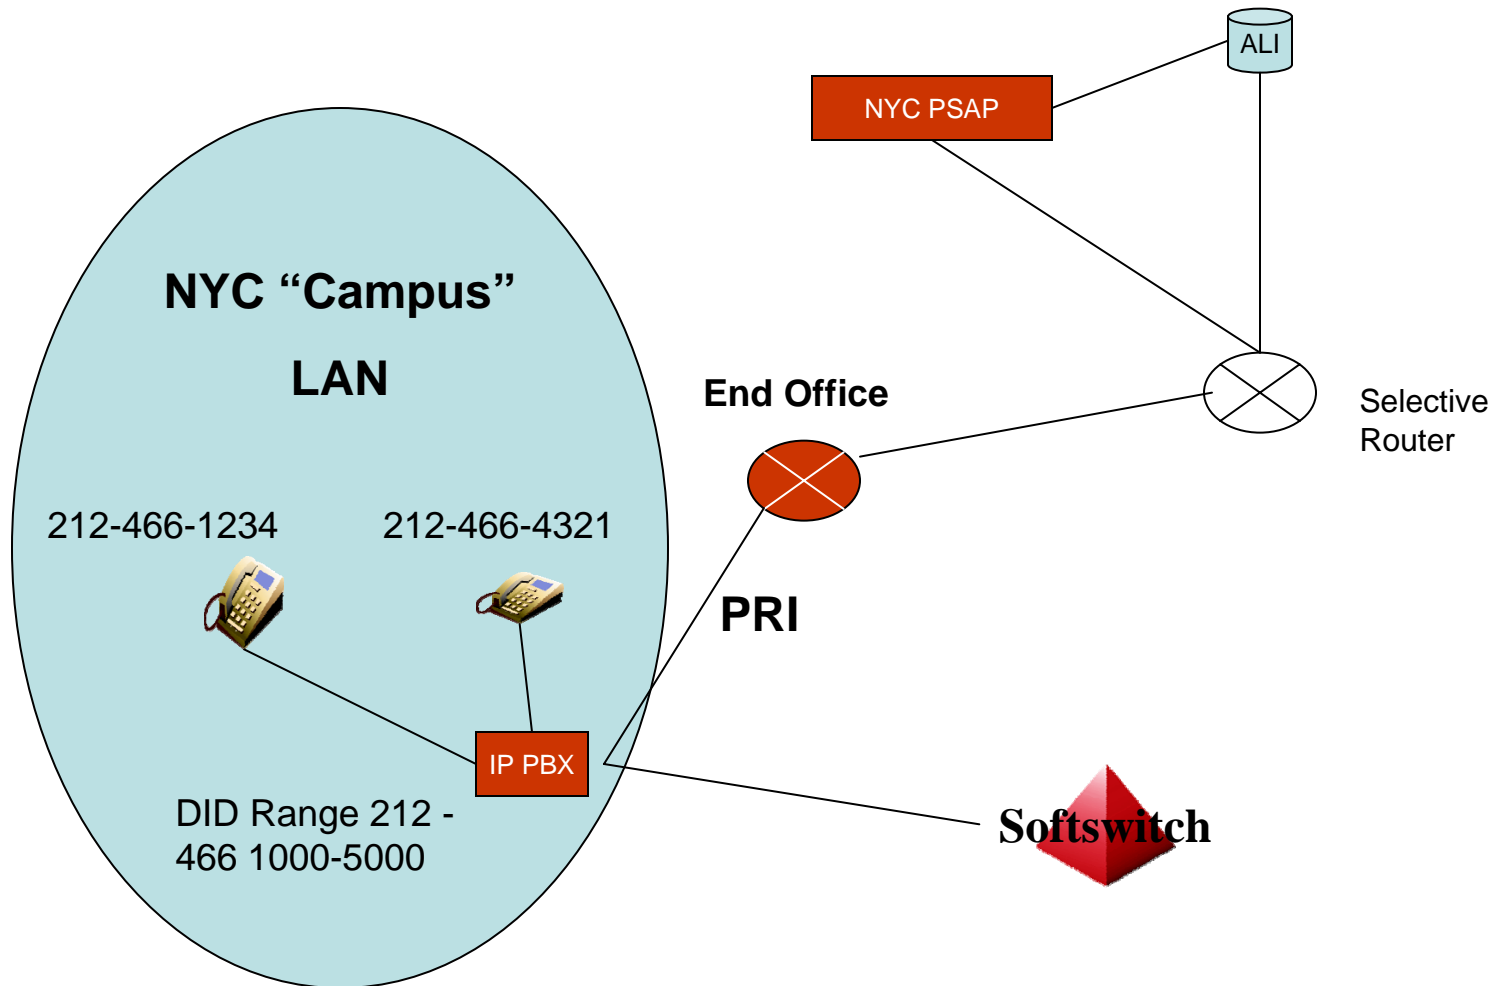 ALI
NYC PSAP
NYC “Campus”
LAN
End Office
Selective
Router
212-466-1234
212-466-4321
PRI
IP PBX
DID Range 212 -
466 1000-5000
Softswitch